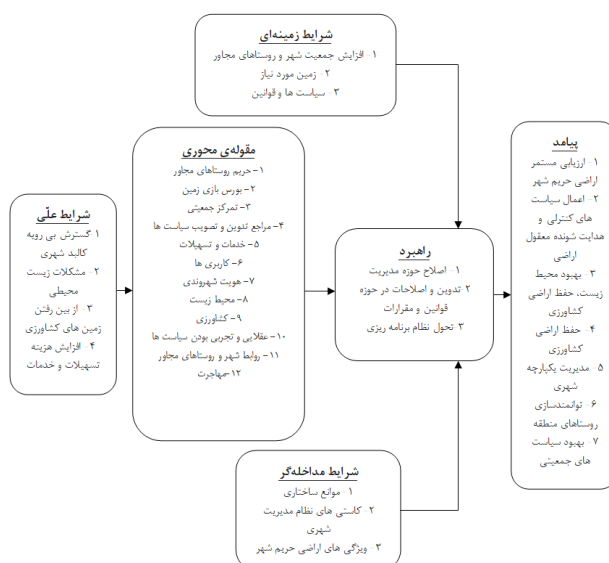 شرایط زمینه‌ای
۱- افزایش جمعیت شهر و روستاهای مجاور
۲- زمین مورد نیاز
۳- سیاست ها و قوانین
شرایط علّی
۱ گسترش بی رویه
کالبد شهری
۲- مشکلات زیست
محیطی
۳- از بین رفتن
زمین های کشاورزی
۴- افزایش هزینه
تسهیلات و خدمات
مقوله‌ی محوری
۱- حریم روستاهای مجاور
۲- بورس بازی زمین
۳- تمرکز جمعیتی
۴- مراجع تدوین و تصویب سیاست ها
۵- خدمات و تسهیلات
۶- کاربری ها
۷- هویت شهروندی
۸- محیط زیست
۹- کشاورزی
۱۰- عقلایی و تجربی بودن سیاست ها
۱۱- روابط شهر و روستاهای مجاور
۱۲- مهاجرت
راهبرد
۱- اصلاح حوزه مدیریت
۲ تدوین و اصلاحات در حوزه
قوانین و مقررات
۳ تحول نظام برنامه ریزی
شرایط مداخله‌گر
۱- موانع ساختاری
۲- کاستی های نظام مدیریت
شهری
۳- ویژگی های اراضی حریم شهر
پیامد
۱- ارزیابی مستمر
اراضی حریم شهر
۲- اعمال سیاست
های کنترلی و
هدایت شونده معقول
اراضی
۳- بهبود محیط
زیست، حفظ اراضی
کشاورزی
۴- حفظ اراضی
کشاورزی
۵ مدیریت یکپارچه
شهری
۶ توانمندسازی
روستاهای منطقه
۷- بهبود سیاست
های جمعیتی